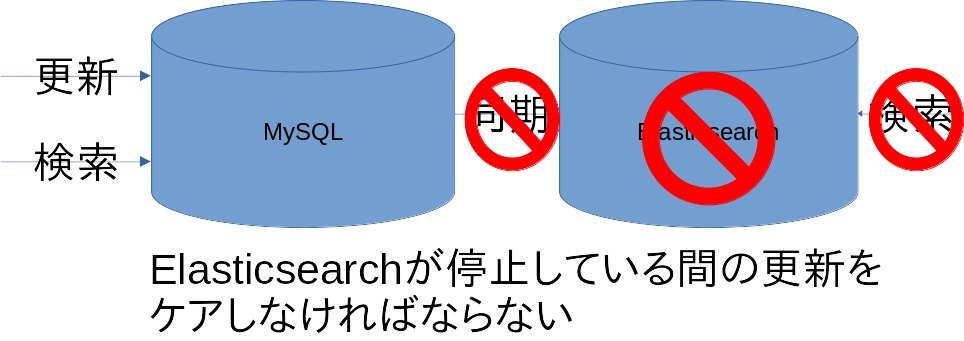 更新
検索
MySQL
同期
Elasticsearch
検索
Elasticsearchが停止している間の更新を
ケアしなければならない